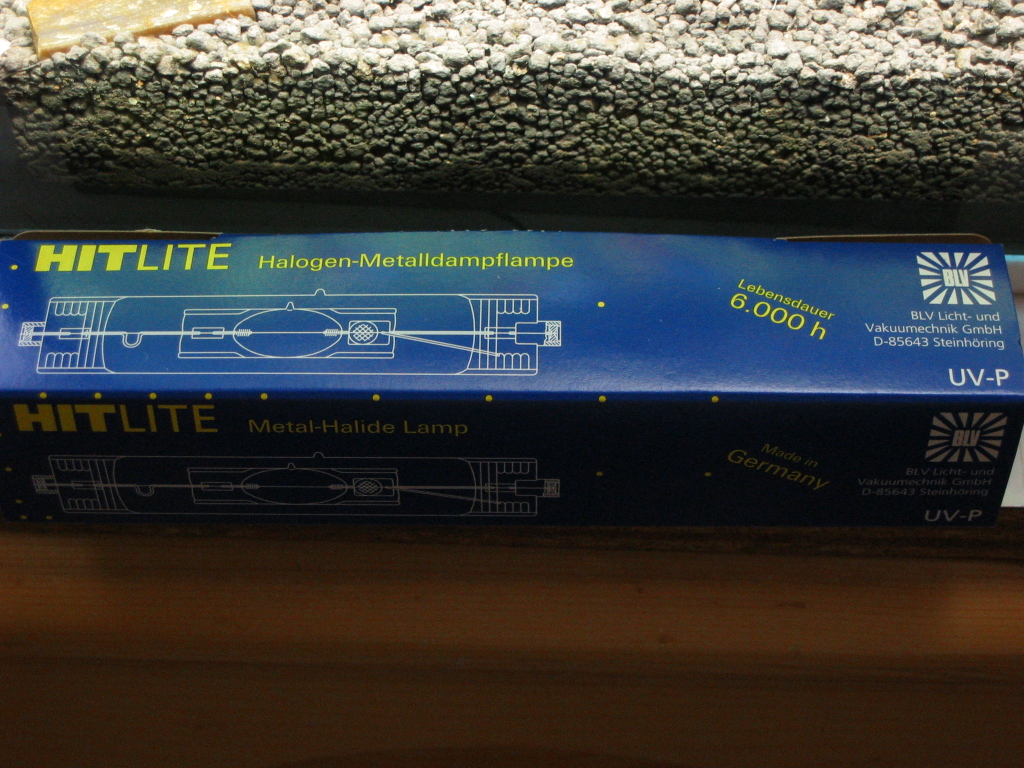 HITLITE Halogen-Metalldampflampe
Lebensdauer
6.000 h
BLV
BLV Licht- und
Vakuumechnik GmbH
D-85643 Steinhöring
UV-P
HITLITE Metal-Halide Lamp
Made in
Germany
BLV
BLV Licht- und
Vakuumechnik GmbH
D-85643 Steinhöring
UV-P